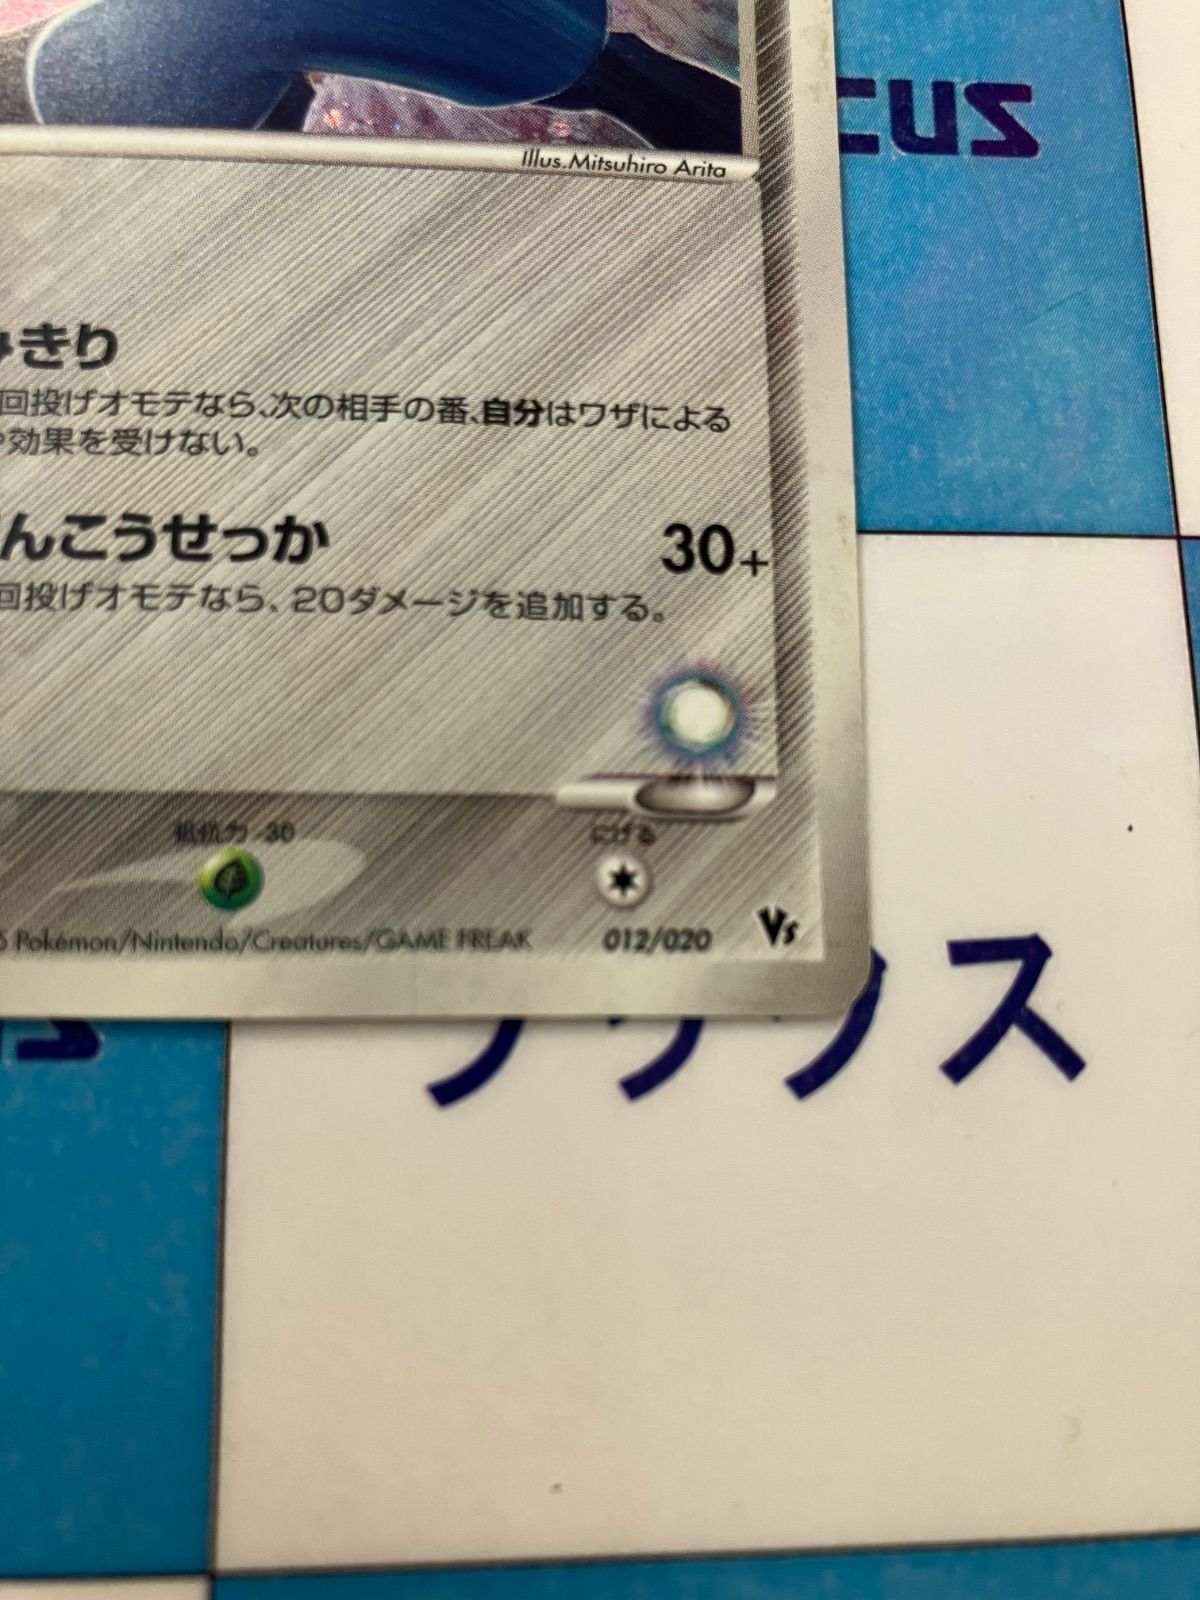 cus
Illus.Mitsuhiro Arita
みきり
回投げオモテなら、次の相手の番、自分はワザによる
や効果を受けない。
んこうせっか 30+
回投げオモテなら、20ダメージを追加する。
抵抗力 -30
にげる
Pokémon/Nintendo/Creatures/GAME FREAK 012/020 Vs
クス